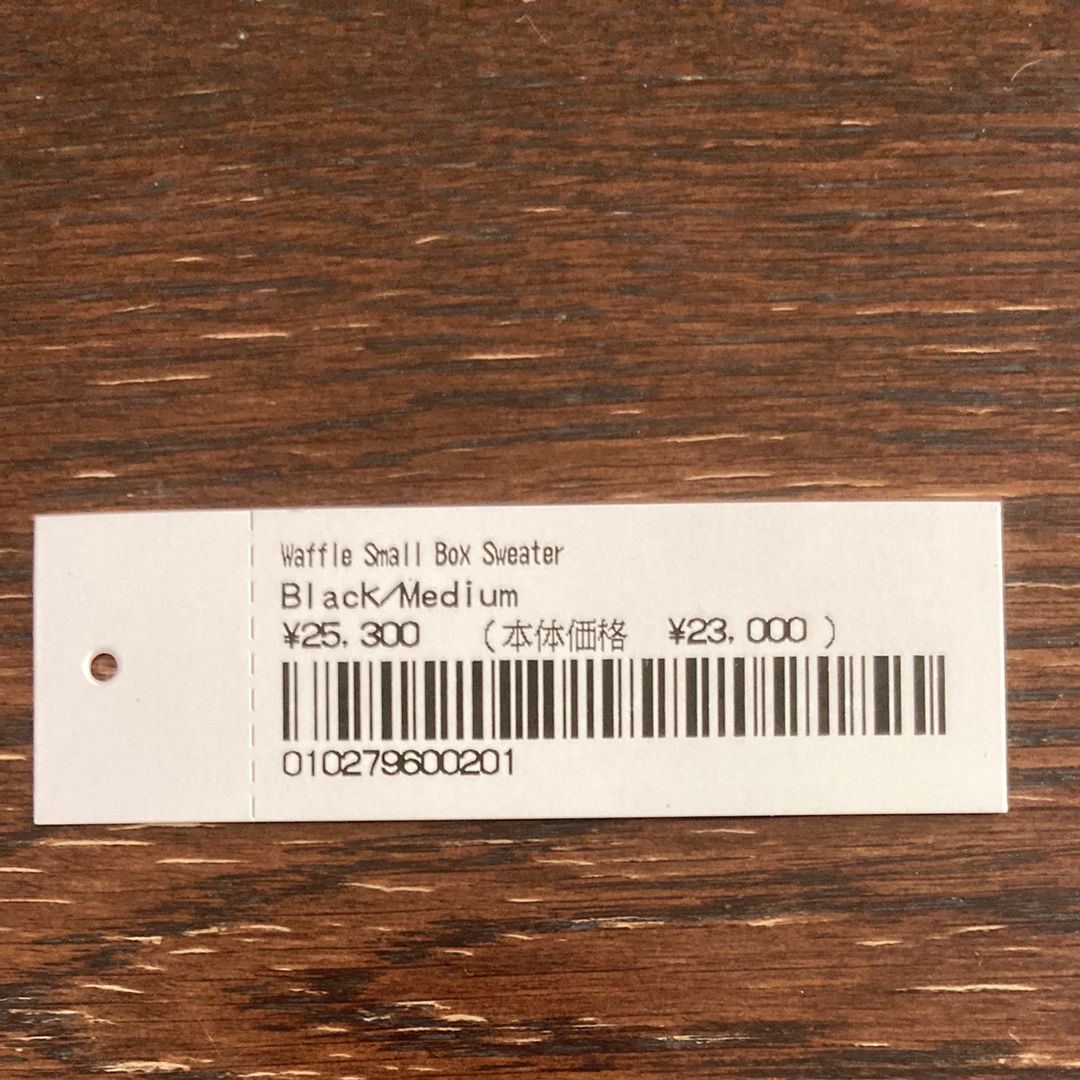 Waffle Small Box Sweater
Black/Medium
¥25,300 (本体価格 ¥23,000)
010279600201